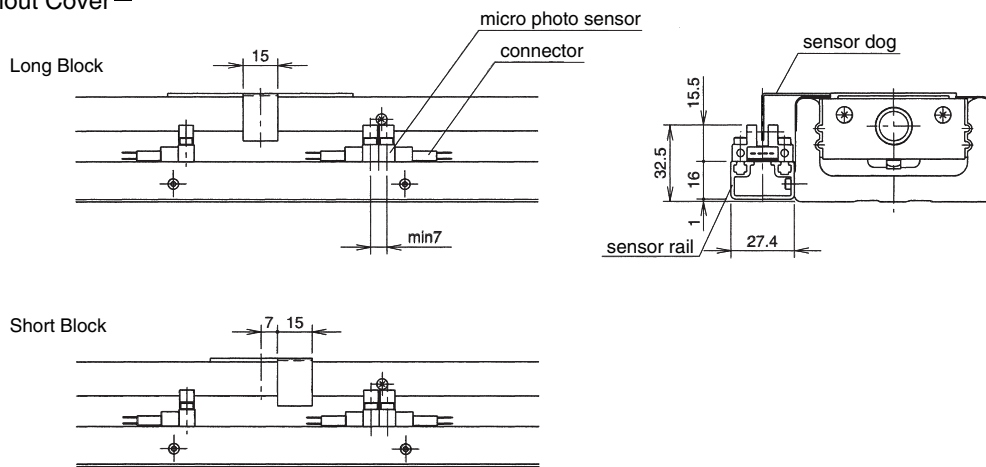 Cover
micro photo sensor
connector
sensor dog
Long Block
15
15.5
32.5
16
1
min7
sensor rail
27.4
Short Block
7
15